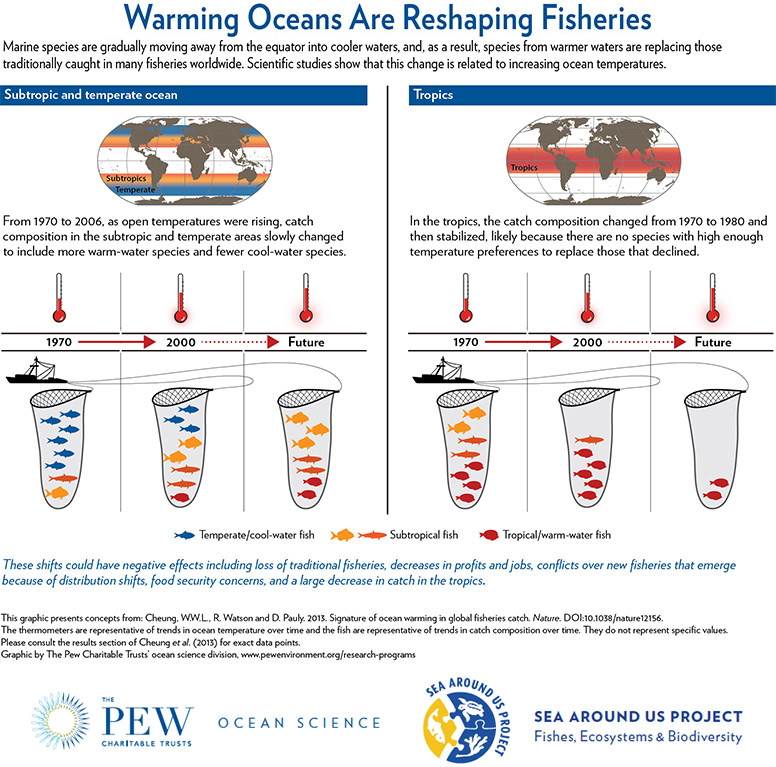 Warming Oceans Are Reshaping Fisheries
Marine species are gradually moving away from the equator into cooler waters, and, as a result, species from warmer waters are replacing those
traditionally caught in many fisheries worldwide. Scientific studies show that this change is related to increasing ocean temperatures.
Subtropic and temperate ocean
Subtropics
Temperate
From 1970 to 2006, as open temperatures were rising, catch
composition in the subtropic and temperate areas slowly changed
to include more warm-water species and fewer cool-water species.
1970
2000
Future
Tropics
Tropics
In the tropics, the catch composition changed from 1970 to 1980 and
then stabilized, likely because there are no species with high enough
temperature preferences to replace those that declined.
1970
2000
Future
Temperate/cool-water fish
Subtropical fish
Tropical/warm-water fish
These shifts could have negative effects including loss of traditional fisheries, decreases in profits and jobs, conflicts over new fisheries that emerge
because of distribution shifts, food security concerns, and a large decrease in catch in the tropics.
This graphic presents concepts from: Cheung, W.W.L., R. Watson and D. Pauly. 2013. Signature of ocean warming in global fisheries catch. Nature. DOI:10.1038/nature12156.
The thermometers are representative of trends in ocean temperature over time and the fish are representative of trends in catch composition over time. They do not represent specific values.
Please consult the results section of Cheung et al. (2013) for exact data points.
Graphic by The Pew Charitable Trusts' ocean science division, www.pewenvironment.org/research-programs
THE
PEW
CHARITABLE TRUSTS
OCEAN SCIENCE
SEA AROUND US PROJECT
SEA AROUND US PROJECT
Fishes, Ecosystems & Biodiversity